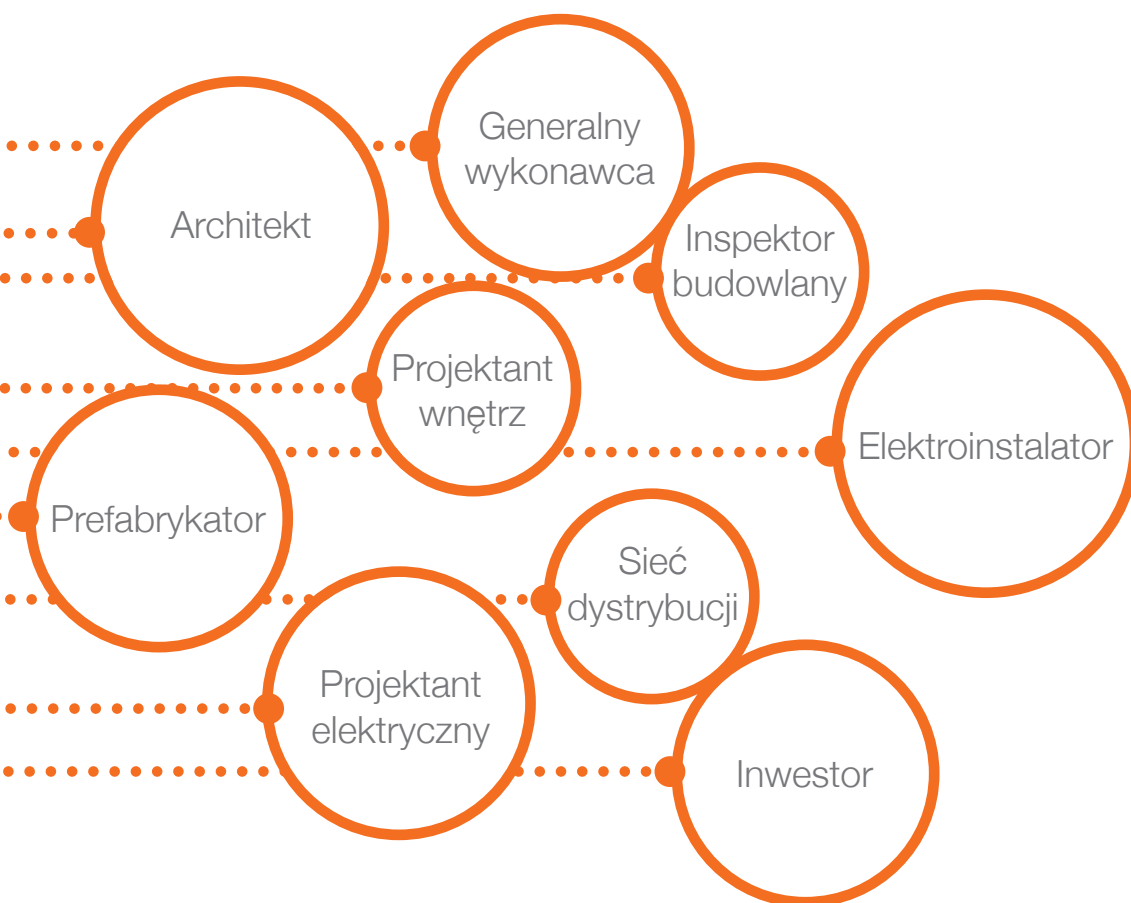 Generalny
wykonawca
Architekt
Inspektor
budowlany
Projektant
wnętrz
Elektroinstalator
Prefabrykator
Sieć
dystrybucji
Projektant
elektryczny
Inwestor